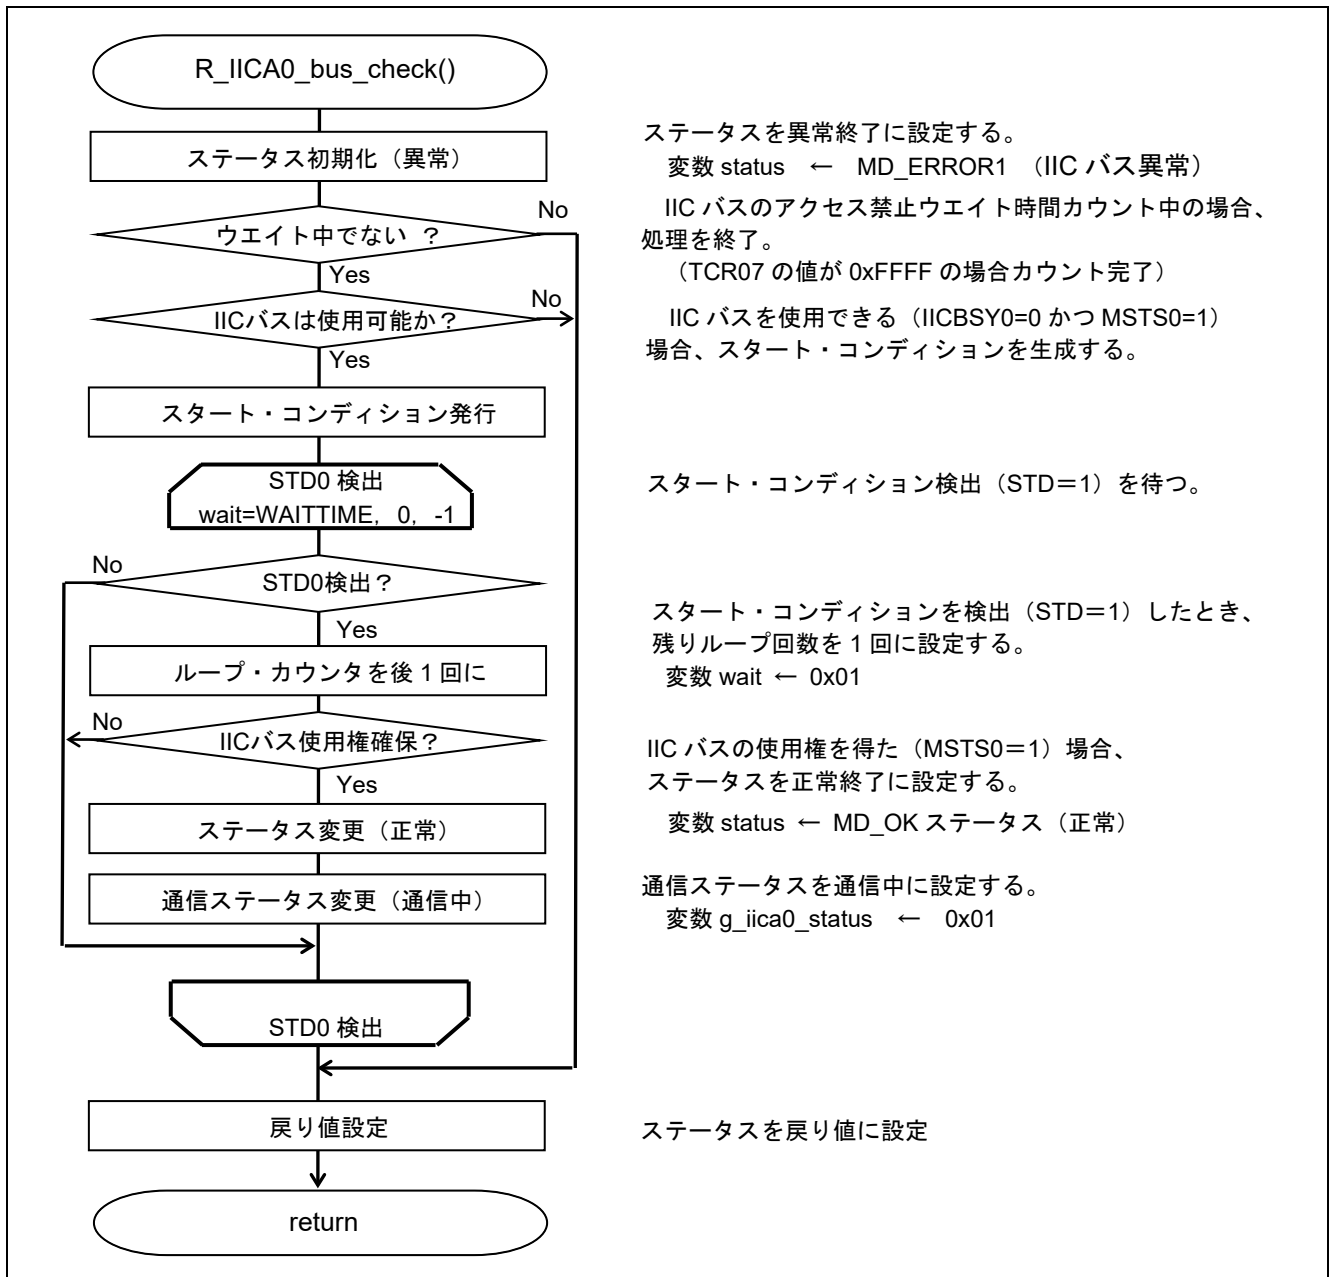 R_IICA0_bus_check()
ステータス初期化（異常）
ステータスを異常終了に設定する。
変数 status ← MD_ERROR1 （IIC バス異常）
ウエイト中でない ？
No
Yes
IIC バスのアクセス禁止ウエイト時間カウント中の場合、
処理を終了。
（TCR07 の値が 0xFFFF の場合カウント完了）
IICバスは使用可能か？
No
Yes
IIC バスを使用できる（IICBSY0=0 かつ MSTS0=1）
場合、スタート・コンディションを生成する。
スタート・コンディション発行
STD0 検出
wait=WAITTIME, 0, -1
スタート・コンディション検出（STD＝1）を待つ。
No
STD0検出？
Yes
スタート・コンディションを検出（STD＝1）したとき、
残りループ回数を 1 回に設定する。
変数 wait ← 0x01
ループ・カウンタを後 1 回に
No
IICバス使用権確保？
Yes
IIC バスの使用権を得た（MSTS0＝1）場合、
ステータスを正常終了に設定する。
変数 status ← MD_OK ステータス（正常）
ステータス変更（正常）
通信ステータス変更（通信中）
通信ステータスを通信中に設定する。
変数 g_iica0_status ← 0x01
STD0 検出
戻り値設定
ステータスを戻り値に設定
return